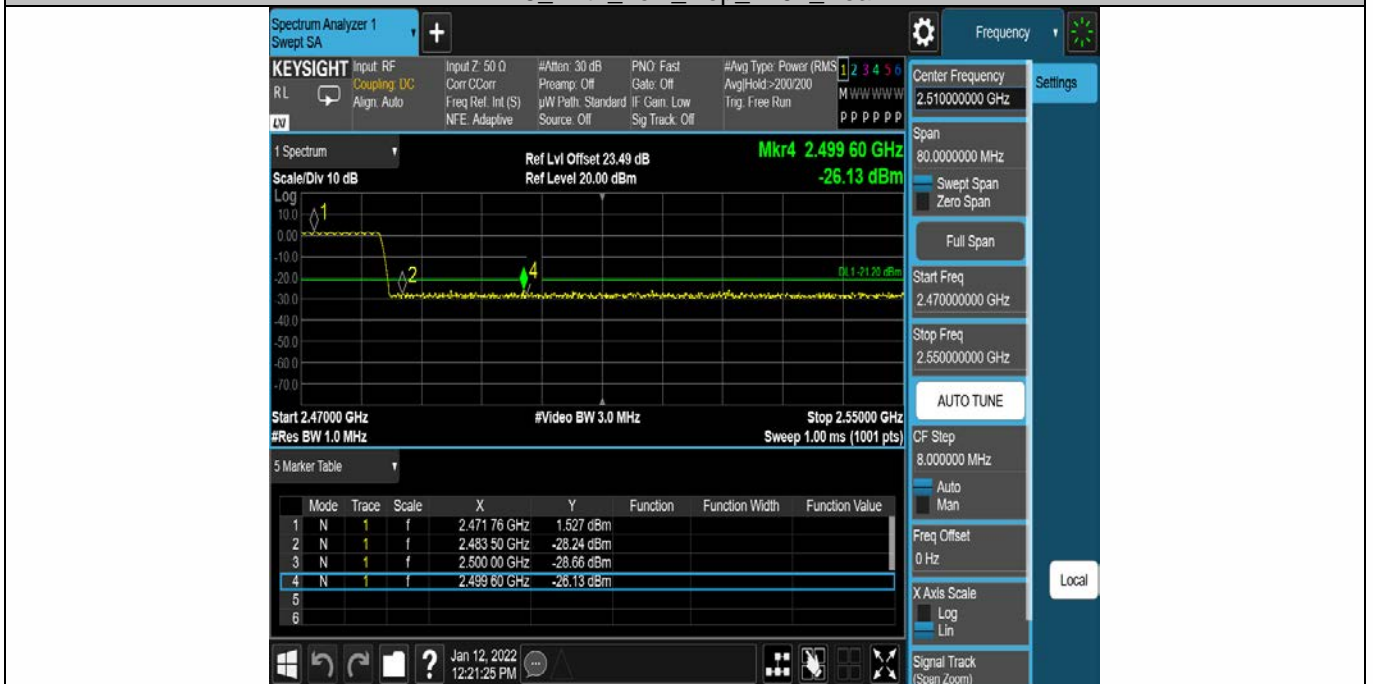 Spectrum Analyzer 1
Swept SA
+
Frequency
KEYSIGHT
RL
LXI
Input: RF
Coupling: DC
Align: Auto
Input Z: 50 Ω
Corr CCorr
Freq Ref: Int (S)
NFE: Adaptive
#Atten: 30 dB
Preamp: Off
µW Path: Standard
Source: Off
PNO: Fast
Gate: Off
IF Gain: Low
Sig Track: Off
#Avg Type: Power (RMS
Avg|Hold:>200/200
Trig: Free Run
1 2 3 4 5 6
M W W W W W
P P P P P P
1 Spectrum
Scale/Div 10 dB
Ref Lvl Offset 23.49 dB
Ref Level 20.00 dBm
Mkr4 2.499 60 GHz
-26.13 dBm
Log
10.0
0.00
-10.0
-20.0
-30.0
-40.0
-50.0
-60.0
-70.0
1
2
4
DL1 -21.20 dBm
Start 2.47000 GHz
#Video BW 3.0 MHz
Stop 2.55000 GHz
#Res BW 1.0 MHz
Sweep 1.00 ms (1001 pts)
5 Marker Table
Mode Trace Scale X Y Function Function Width Function Value
1 N 1 f 2.471 76 GHz 1.527 dBm
2 N 1 f 2.483 50 GHz -28.24 dBm
3 N 1 f 2.500 00 GHz -28.66 dBm
4 N 1 f 2.499 60 GHz -26.13 dBm
5
6
?
Jan 12, 2022
12:21:25 PM
Center Frequency
2.510000000 GHz
Settings
Span
80.0000000 MHz
Swept Span
Zero Span
Full Span
Start Freq
2.470000000 GHz
Stop Freq
2.550000000 GHz
AUTO TUNE
CF Step
8.000000 MHz
Auto
Man
Freq Offset
0 Hz
X Axis Scale
Log
Lin
Local
Signal Track
(Span Zoom)